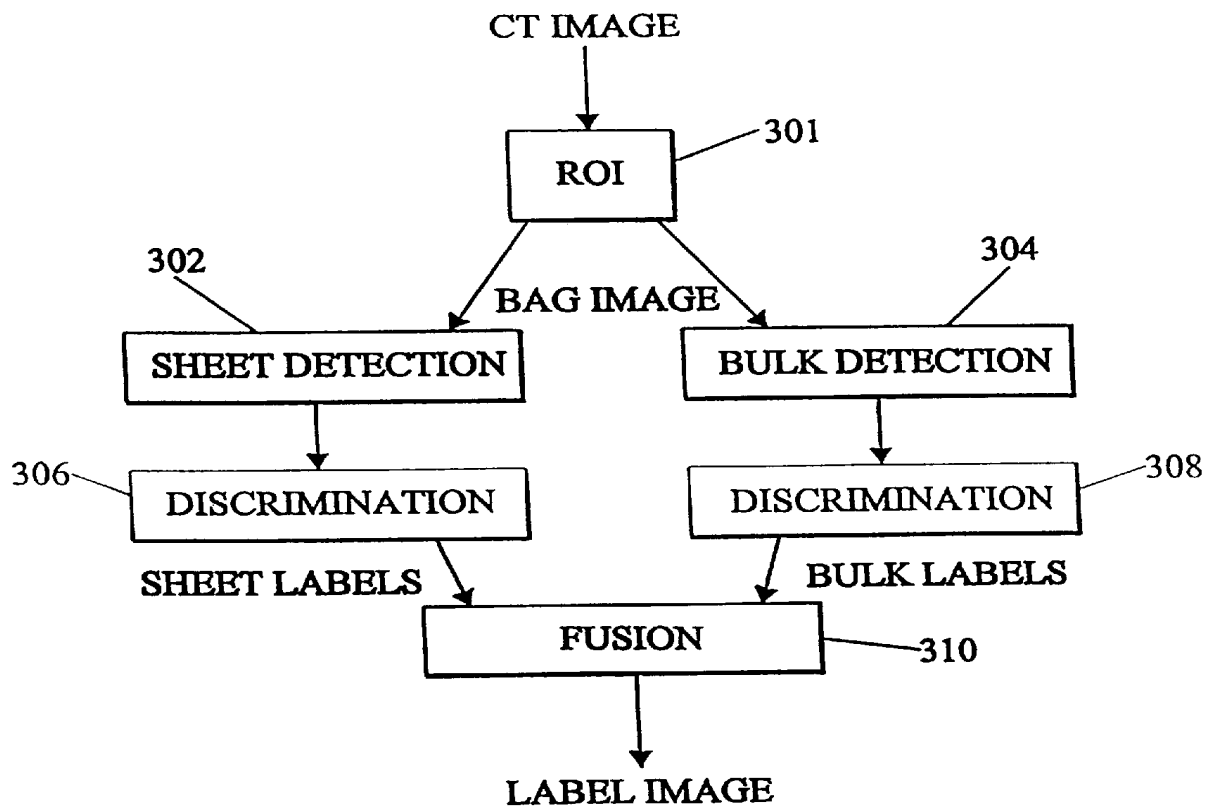 CT IMAGE
301
ROI
302
304
BAG IMAGE
SHEET DETECTION
BULK DETECTION
306
308
DISCRIMINATION
DISCRIMINATION
SHEET LABELS
BULK LABELS
FUSION
310
LABEL IMAGE